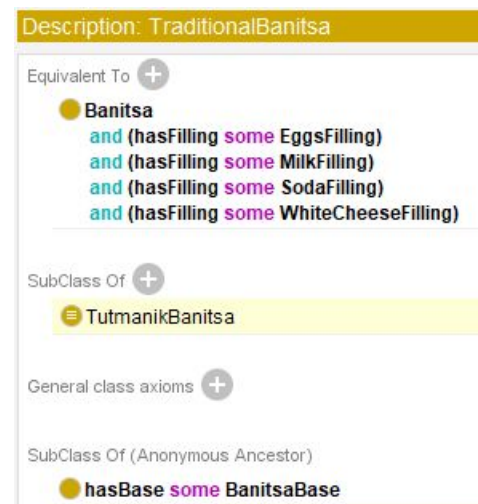 Description: TraditionalBanitsa
Equivalent To
Banitsa
and (hasFilling some EggsFilling)
and (hasFilling some MilkFilling)
and (hasFilling some SodaFilling)
and (hasFilling some WhiteCheeseFilling)
SubClass Of
TutmanikBanitsa
General class axioms
SubClass Of (Anonymous Ancestor)
hasBase some BanitsaBase